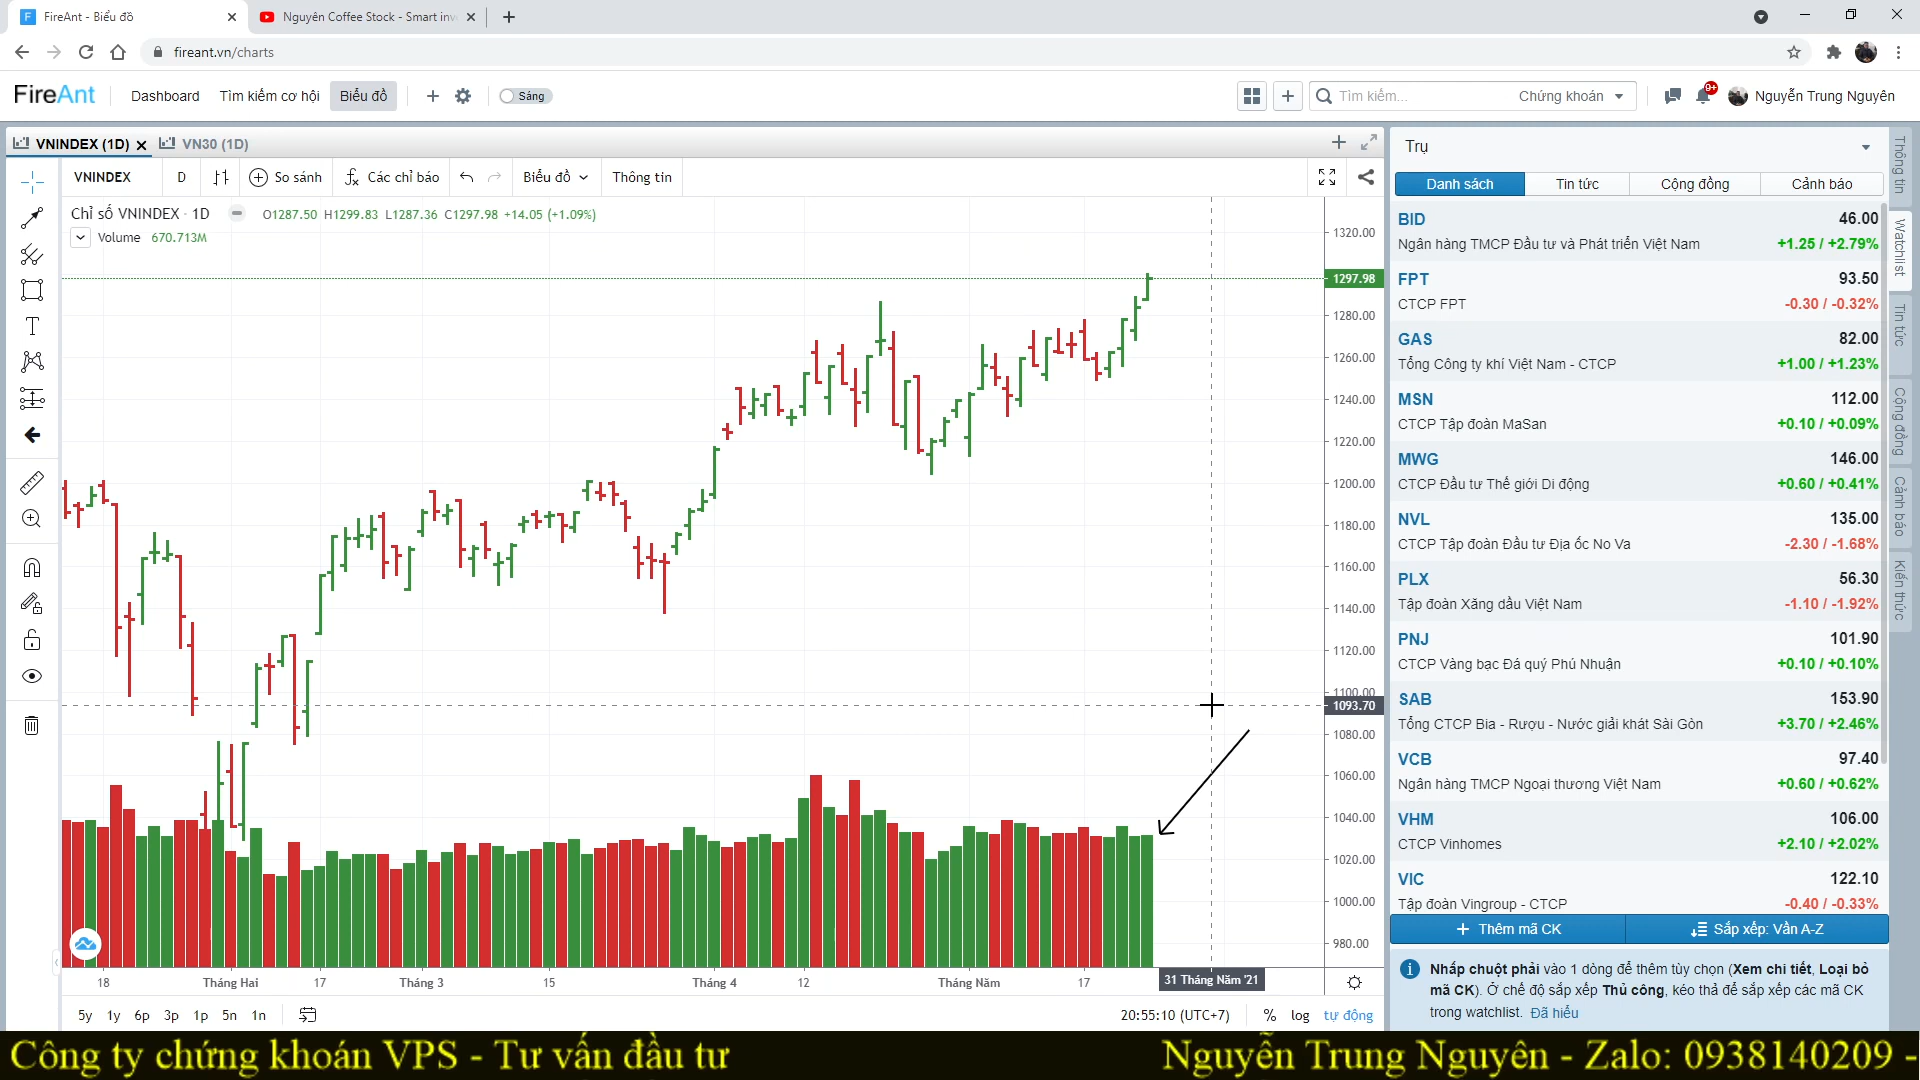 FireAnt - Biểu đồ
Nguyên Coffee Stock - Smart inv
fireant.vn/charts
FireAnt
Dashboard
Tìm kiếm cơ hội
Biểu đồ
Sáng
Tìm kiếm...
Chứng khoán
9+
Nguyễn Trung Nguyên
VNINDEX (1D)
VN30 (1D)
VNINDEX
D
So sánh
Các chỉ báo
Biểu đồ
Thông tin
Chỉ số VNINDEX · 1D
O1287.50 H1299.83 L1287.36 C1297.98 +14.05 (+1.09%)
Volume 670.713M
1320.00
1297.98
1280.00
1260.00
1240.00
1220.00
1200.00
1180.00
1160.00
1140.00
1120.00
1100.00
1093.70
1080.00
1060.00
1040.00
1020.00
1000.00
980.00
18
Tháng Hai
17
Tháng 3
15
Tháng 4
12
Tháng Năm
17
31 Tháng Năm '21
5y 1y 6p 3p 1p 5n 1n
20:55:10 (UTC+7)
% log tự động
Trụ
Danh sách
Tin tức
Cộng đồng
Cảnh báo
BID 46.00
Ngân hàng TMCP Đầu tư và Phát triển Việt Nam +1.25 / +2.79%
FPT 93.50
CTCP FPT -0.30 / -0.32%
GAS 82.00
Tổng Công ty khí Việt Nam - CTCP +1.00 / +1.23%
MSN 112.00
CTCP Tập đoàn MaSan +0.10 / +0.09%
MWG 146.00
CTCP Đầu tư Thế giới Di động +0.60 / +0.41%
NVL 135.00
CTCP Tập đoàn Đầu tư Địa ốc No Va -2.30 / -1.68%
PLX 56.30
Tập đoàn Xăng dầu Việt Nam -1.10 / -1.92%
PNJ 101.90
CTCP Vàng bạc Đá quý Phú Nhuận +0.10 / +0.10%
SAB 153.90
Tổng CTCP Bia - Rượu - Nước giải khát Sài Gòn +3.70 / +2.46%
VCB 97.40
Ngân hàng TMCP Ngoại thương Việt Nam +0.60 / +0.62%
VHM 106.00
CTCP Vinhomes +2.10 / +2.02%
VIC 122.10
Tập đoàn Vingroup - CTCP -0.40 / -0.33%
Thêm mã CK
Sắp xếp: Vần A-Z
Nhấp chuột phải vào 1 dòng để thêm tùy chọn (Xem chi tiết, Loại bỏ
mã CK). Ở chế độ sắp xếp Thủ công, kéo thả để sắp xếp các mã CK
trong watchlist. Đã hiểu
Thông tin
Watchlist
Tin tức
Cộng đồng
Cảnh báo
Kiến thức
Công ty chứng khoán VPS - Tư vấn đầu tư
Nguyễn Trung Nguyên - Zalo: 0938140209 -